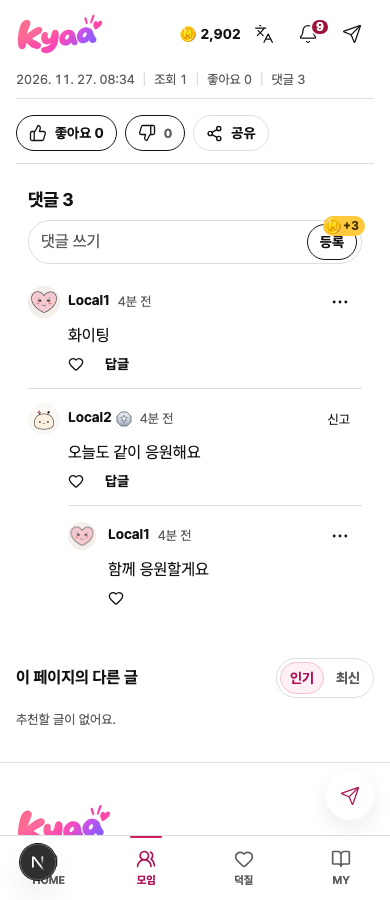 Kyaa
2,902
9
2026. 11. 27. 08:34 | 조회 1 | 좋아요 0 | 댓글 3
좋아요 0
0
공유
댓글 3
+3
댓글 쓰기
등록
Local1 4분 전
화이팅
답글
Local2 4분 전
신고
오늘도 같이 응원해요
답글
Local1 4분 전
함께 응원할게요
이 페이지의 다른 글
인기
최신
추천할 글이 없어요.
Kyaa
N
HOME
모임
덕질
MY